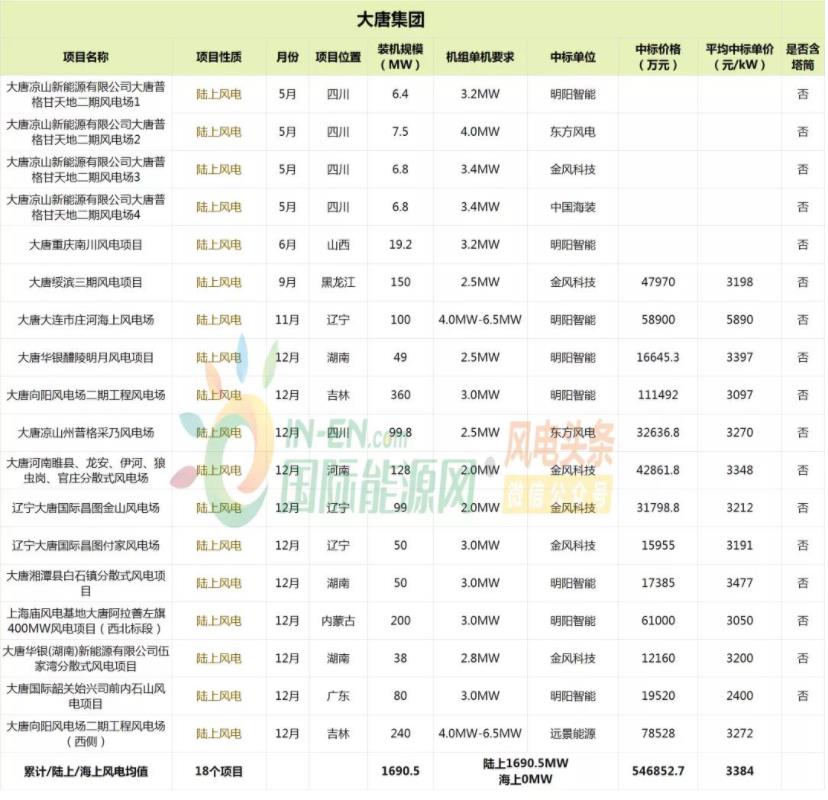 大唐集团
项目名称 项目性质 月份 项目位置 装机规模（MW） 机组单机要求 中标单位 中标价格（万元） 平均中标单价（元/kW） 是否含塔筒
大唐凉山新能源有限公司大唐普格甘天地二期风电场1 陆上风电 5月 四川 6.4 3.2MW 明阳智能 否
大唐凉山新能源有限公司大唐普格甘天地二期风电场2 陆上风电 5月 四川 7.5 4.0MW 东方风电 否
大唐凉山新能源有限公司大唐普格甘天地二期风电场3 陆上风电 5月 四川 6.8 3.4MW 金风科技 否
大唐凉山新能源有限公司大唐普格甘天地二期风电场4 陆上风电 5月 四川 6.8 3.4MW 中国海装 否
大唐重庆南川风电项目 陆上风电 6月 山西 19.2 3.2MW 明阳智能 否
大唐绥滨三期风电项目 陆上风电 9月 黑龙江 150 2.5MW 金风科技 47970 3198 否
大唐大连市庄河海上风电场 陆上风电 11月 辽宁 100 4.0MW-6.5MW 明阳智能 58900 5890 否
大唐华银醴陵明月风电项目 陆上风电 12月 湖南 49 2.5MW 明阳智能 16645.3 3397 否
大唐向阳风电场二期工程风电场 陆上风电 12月 吉林 360 3.0MW 明阳智能 111492 3097 否
大唐凉山州普格采乃风电场 陆上风电 12月 四川 99.8 2.5MW 东方风电 32636.8 3270 否
大唐河南睢县、龙安、伊河、狼虫岗、官庄分散式风电场 陆上风电 12月 河南 128 2.0MW 金风科技 42861.8 3348 否
辽宁大唐国际昌图金山风电场 陆上风电 12月 辽宁 99 2.0MW 金风科技 31798.8 3212 否
辽宁大唐国际昌图付家风电场 陆上风电 12月 辽宁 50 3.0MW 金风科技 15955 3191 否
大唐湘潭县白石镇分散式风电项目 陆上风电 12月 湖南 50 3.0MW 明阳智能 17385 3477 否
上海庙风电基地大唐阿拉善左旗400MW风电项目（西北标段） 陆上风电 12月 内蒙古 200 3.0MW 明阳智能 61000 3050 否
大唐华银(湖南)新能源有限公司伍家湾分散式风电项目 陆上风电 12月 湖南 38 2.8MW 金风科技 12160 3200 否
大唐国际韶关始兴司前内石山风电项目 陆上风电 12月 广东 80 3.0MW 明阳智能 19520 2400 否
大唐向阳风电场二期工程风电场（西侧） 陆上风电 12月 吉林 240 4.0MW-6.5MW 远景能源 78528 3272
累计/陆上/海上风电均值 18个项目 1690.5 陆上1690.5MW 海上0MW 546852.7 3384
IN-EN.com
国际能源网
风电头条
微信公众号